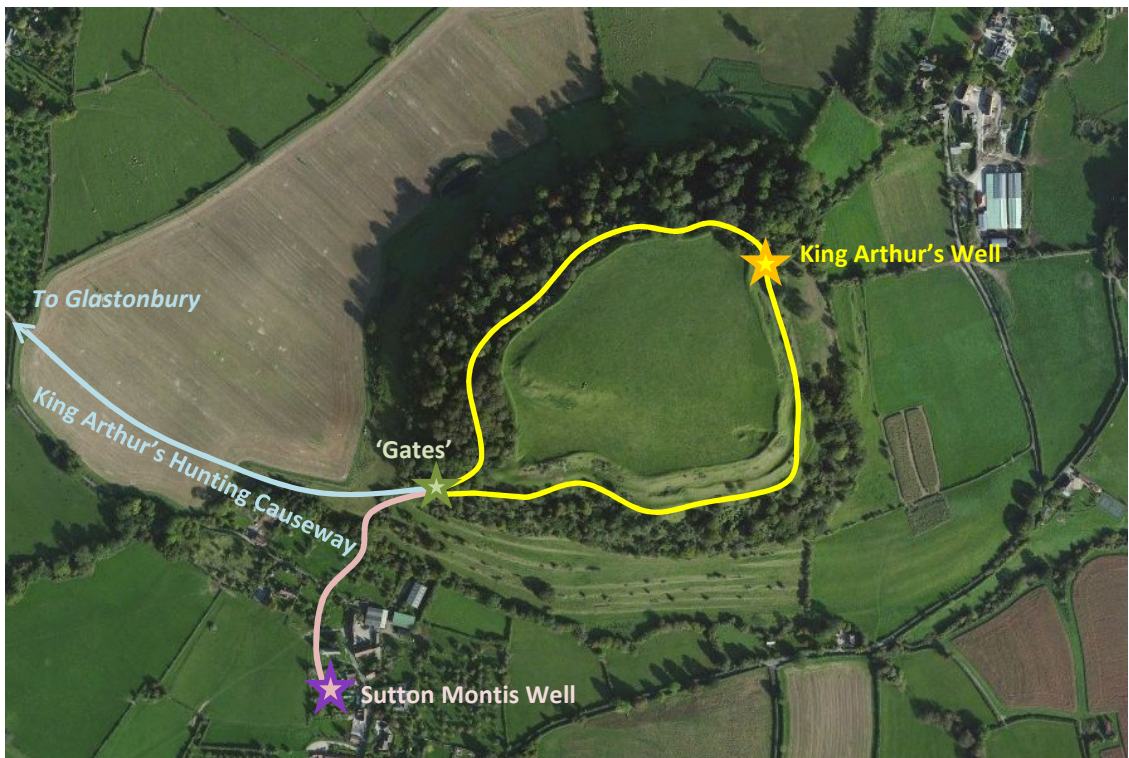 King Arthur’s Well
To Glastonbury
King Arthur’s Hunting Causeway
‘Gates’
Sutton Montis Well